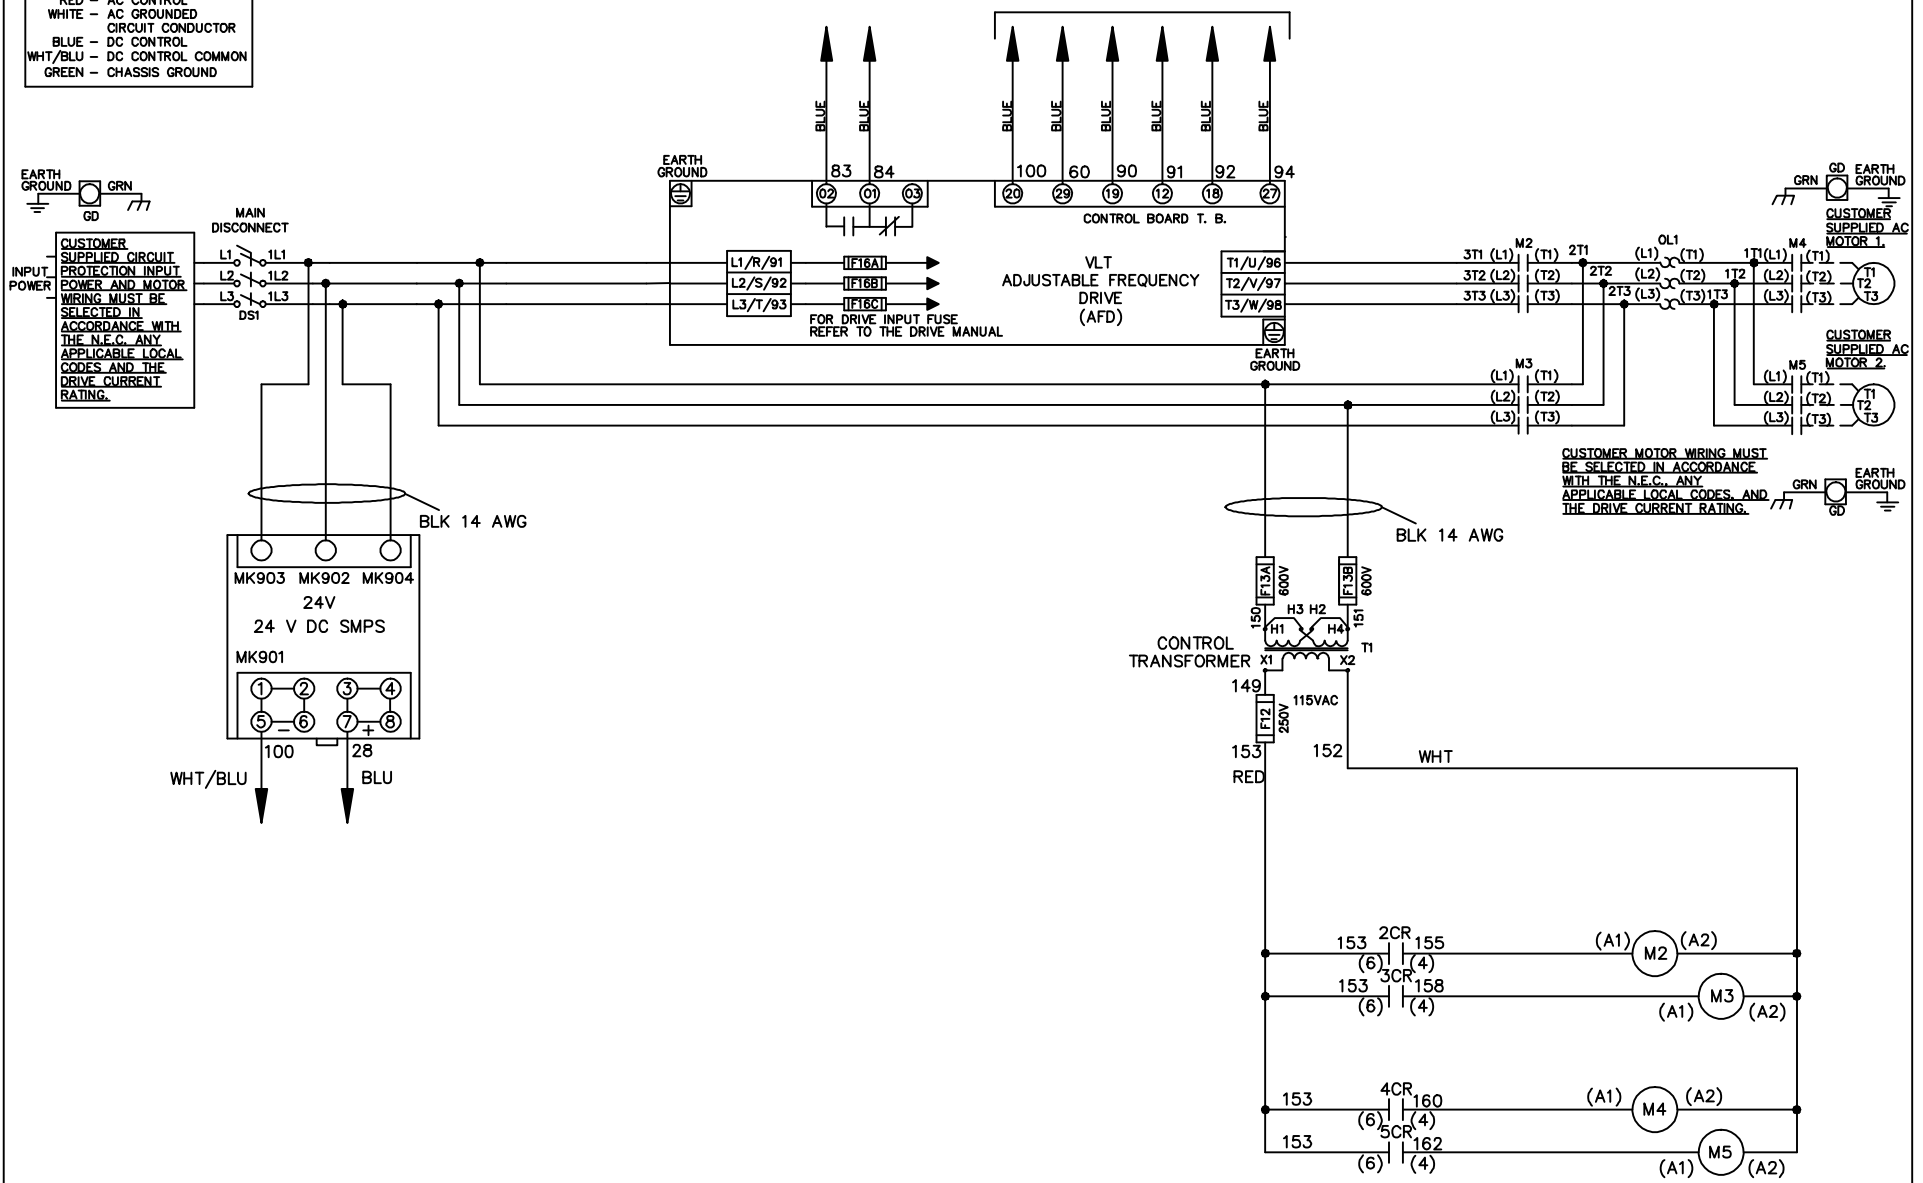 RED – AC CONTROL
WHITE – AC GROUNDED
CIRCUIT CONDUCTOR
BLUE – DC CONTROL
WHT/BLU – DC CONTROL COMMON
GREEN – CHASSIS GROUND
BLUE
BLUE
BLUE
BLUE
BLUE
BLUE
BLUE
BLUE
EARTH
GROUND
GRN
GD
MAIN
DISCONNECT
L1 1L1
L2 1L2
L3 1L3
DS1
INPUT
POWER
CUSTOMER
SUPPLIED CIRCUIT
PROTECTION INPUT
POWER AND MOTOR
WIRING MUST BE
SELECTED IN
ACCORDANCE WITH
THE N.E.C. ANY
APPLICABLE LOCAL
CODES AND THE
DRIVE CURRENT
RATING.
EARTH
GROUND
83 84
02 01 03
100 60 90 91 92 94
20 29 19 12 18 27
CONTROL BOARD T. B.
L1/R/91
L2/S/92
L3/T/93
F16A
F16B
F16C
FOR DRIVE INPUT FUSE
REFER TO THE DRIVE MANUAL
VLT
ADJUSTABLE FREQUENCY
DRIVE
(AFD)
T1/U/96
T2/V/97
T3/W/98
EARTH
GROUND
M2
3T1 (L1) (T1) 2T1
3T2 (L2) (T2) 2T2
3T3 (L3) (T3) 2T3
OL1
(L1) (T1) 1T1
(L2) (T2) 1T2
(L3) (T3) 1T3
M4
(L1) (T1)
(L2) (T2)
(L3) (T3)
T1
T2
T3
GRN
GD
EARTH
GROUND
CUSTOMER
SUPPLIED AC
MOTOR 1.
M3
(L1) (T1)
(L2) (T2)
(L3) (T3)
CUSTOMER
SUPPLIED AC
MOTOR 2.
M5
(L1) (T1)
(L2) (T2)
(L3) (T3)
T1
T2
T3
CUSTOMER MOTOR WIRING MUST
BE SELECTED IN ACCORDANCE
WITH THE N.E.C., ANY
APPLICABLE LOCAL CODES, AND
THE DRIVE CURRENT RATING.
GRN
GD
EARTH
GROUND
BLK 14 AWG
MK903 MK902 MK904
24V
24 V DC SMPS
MK901
1 2 3 4
5 6 7 8
– +
100 28
WHT/BLU BLU
BLK 14 AWG
F13A 600V
F13B 600V
150 151
H3 H2
H1 H4
T1
CONTROL
TRANSFORMER
X1 X2
149
115VAC
F12 250V
153 152
RED WHT
2CR
153 155
(6) (4)
(A1) M2 (A2)
3CR
153 158
(6) (4)
(A1) M3 (A2)
4CR
153 160
(6) (4)
(A1) M4 (A2)
5CR
153 162
(6) (4)
(A1) M5 (A2)